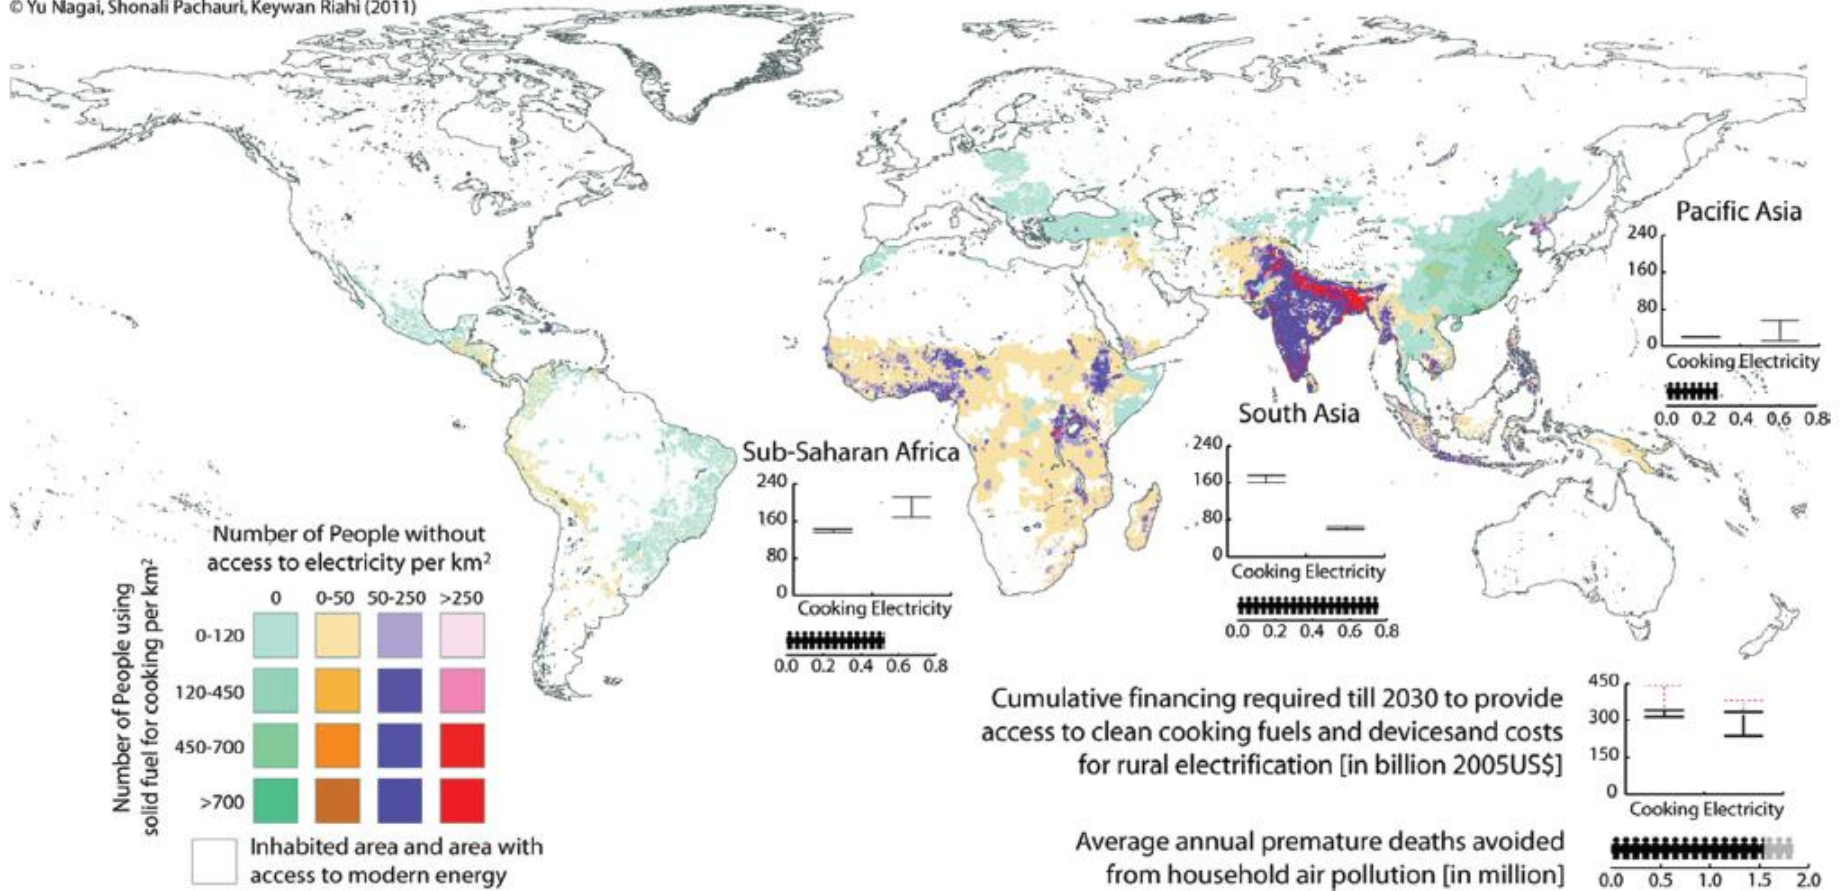 © Yu Nagai, Shonali Pachauri, Keywan Riahi (2011)
Pacific Asia
240
160
80
0
Cooking Electricity
0.0 0.4 0.6 0.8
South Asia
240
160
80
0
Cooking Electricity
0.0 0.2 0.4 0.6 0.8
Sub-Saharan Africa
240
160
80
0
Cooking Electricity
0.0 0.2 0.4 0.6 0.8
Number of People without
access to electricity per km²
0 0-50 50-250 >250
Number of People using
solid fuel for cooking per km²
0-120
120-450
450-700
>700
Inhabited area and area with
access to modern energy
Cumulative financing required till 2030 to provide
access to clean cooking fuels and devicesand costs
for rural electrification [in billion 2005US$]
450
300
150
0
Cooking Electricity
Average annual premature deaths avoided
from household air pollution [in million]
0.0 0.5 1.0 1.5 2.0